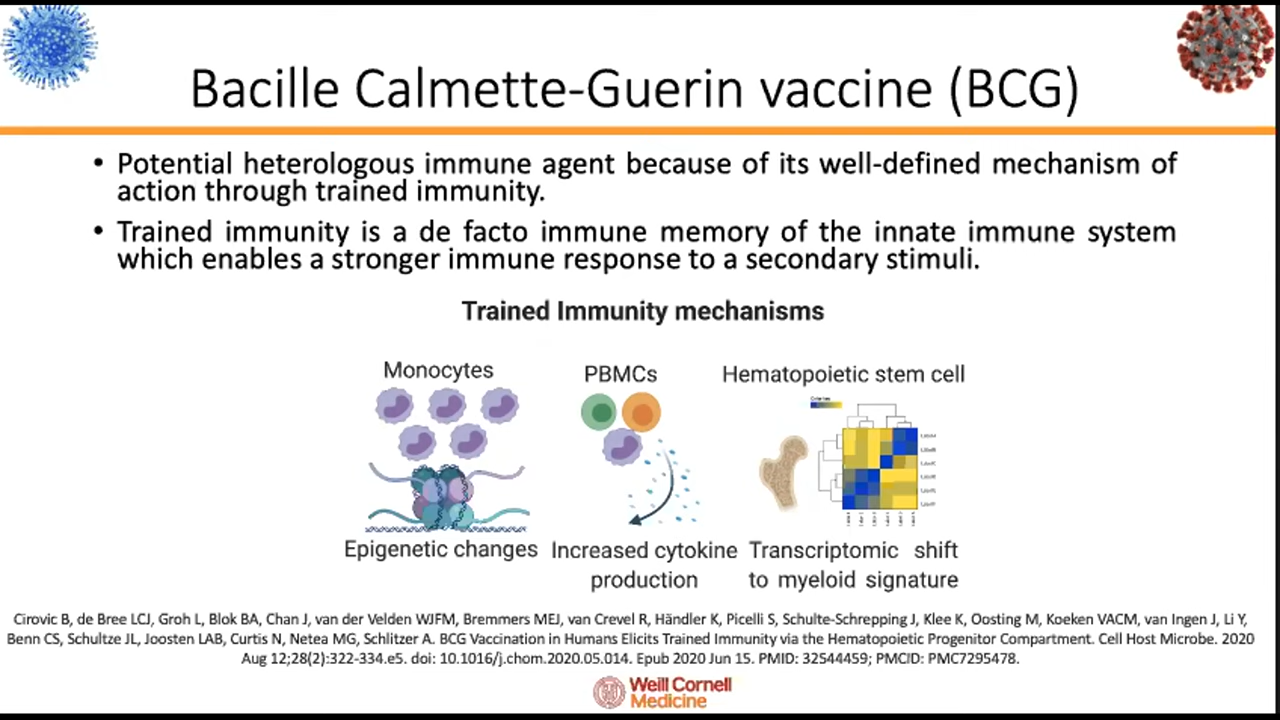 Bacille Calmette-Guerin vaccine (BCG)
• Potential heterologous immune agent because of its well-defined mechanism of
action through trained immunity.
• Trained immunity is a de facto immune memory of the innate immune system
which enables a stronger immune response to a secondary stimuli.
Trained Immunity mechanisms
Monocytes
PBMCs
Hematopoietic stem cell
Epigenetic changes
Increased cytokine
production
Transcriptomic shift
to myeloid signature
Cirovic B, de Bree LCJ, Groh L, Blok BA, Chan J, van der Velden WJFM, Bremmers MEJ, van Crevel R, Händler K, Picelli S, Schulte-Schrepping J, Klee K, Oosting M, Koeken VACM, van Ingen J, Li Y,
Benn CS, Schultze JL, Joosten LAB, Curtis N, Netea MG, Schlitzer A. BCG Vaccination in Humans Elicits Trained Immunity via the Hematopoietic Progenitor Compartment. Cell Host Microbe. 2020
Aug 12;28(2):322-334.e5. doi: 10.1016/j.chom.2020.05.014. Epub 2020 Jun 15. PMID: 32544459; PMCID: PMC7295478.
Weill Cornell
Medicine